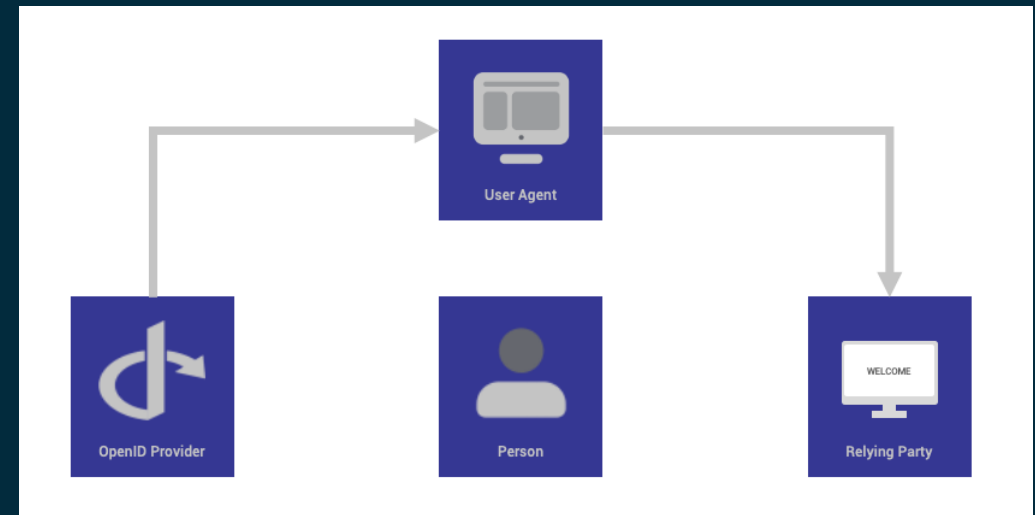 User Agent
OpenID Provider
Person
WELCOME
Relying Party